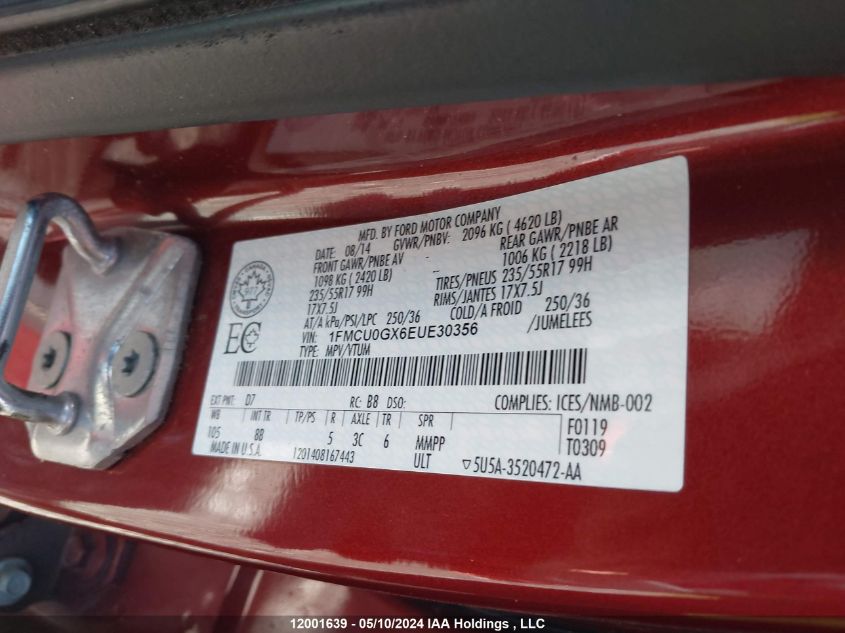 MFD. BY FORD MOTOR COMPANY
DATE: 08/14 GVWR/PNBV: 2096 KG ( 4620 LB)
FRONT GAWR/PNBE AV -- REAR GAWR/PNBE AR
1098 KG ( 2420 LB) 1006 KG ( 2218 LB)
235/55R17 99H TIRES/PNEUS 235/55R17 99H
17X7.5J RIMS/JANTES 17X7.5J
AT/A kPa/PSI/LPC 250/36 COLD/A FROID 250/36
VIN: 1FMCU0GX6EUE30356 /JUMELEES
TYPE: MPV/VTUM
EC
EXT PNT: D7 RC: B8 DSO: COMPLIES: ICES/NMB-002
WB INT TR TP/PS R AXLE TR SPR F0119
105 8B 5 3C 6 MMPP T0309
MADE IN U.S.A. 1201408167443 ULT ▽5U5A-3520472-AA
12001639 - 05/10/2024 IAA Holdings , LLC